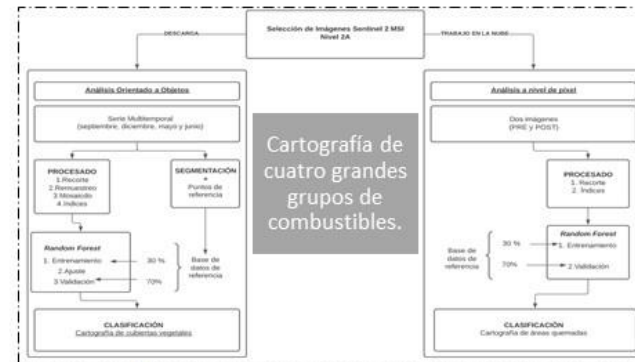 Selección de Imágenes Sentinel 2 MSI
Nivel 2A
DESCARGA
TRABAJO EN LA NUBE
Análisis Orientado a Objetos
Serie Multitemporal
(septiembre, diciembre, mayo y junio)
PROCESADO
1.Recorte
2.Remuestreo
3.Mosaicdo
4.Indices
SEGMENTACIÓN
+
Puntos de
referencia
Random Forest
1. Entrenamiento
2.Ajuste
3.Validación
30 %
70%
Base de
datos de
referencia
CLASIFICACIÓN
Cartografía de cubiertas vegetales
Cartografía de
cuatro grandes
grupos de
combustibles.
Análisis a nivel de píxel
Dos imágenes
(PRE y POST)
PROCESADO
1. Recorte
2. Índices
Random Forest
1. Entrenamiento
2.Validación
Base de
datos de
referencia
30 %
70%
CLASIFICACIÓN
Cartografía de áreas quemadas